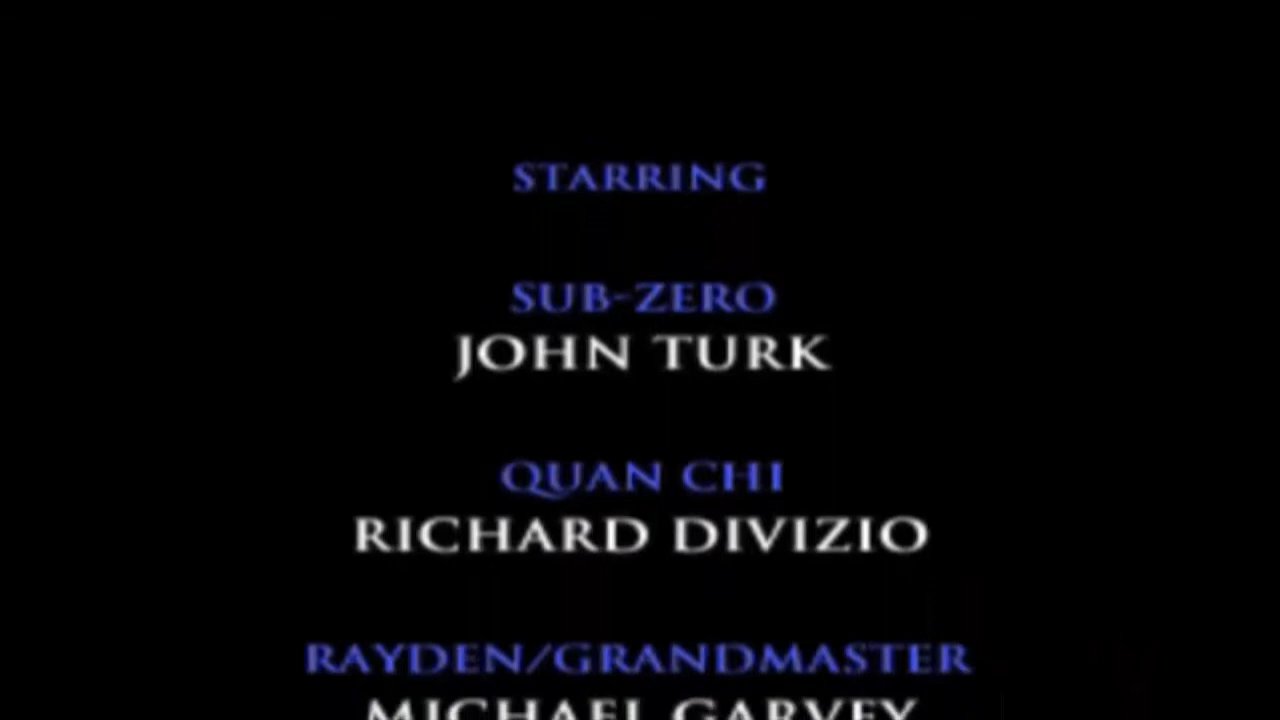 STARRING
SUB-ZERO
JOHN TURK
QUAN CHI
RICHARD DIVIZIO
RAYDEN/GRANDMASTER
MICHAEL GARVEY